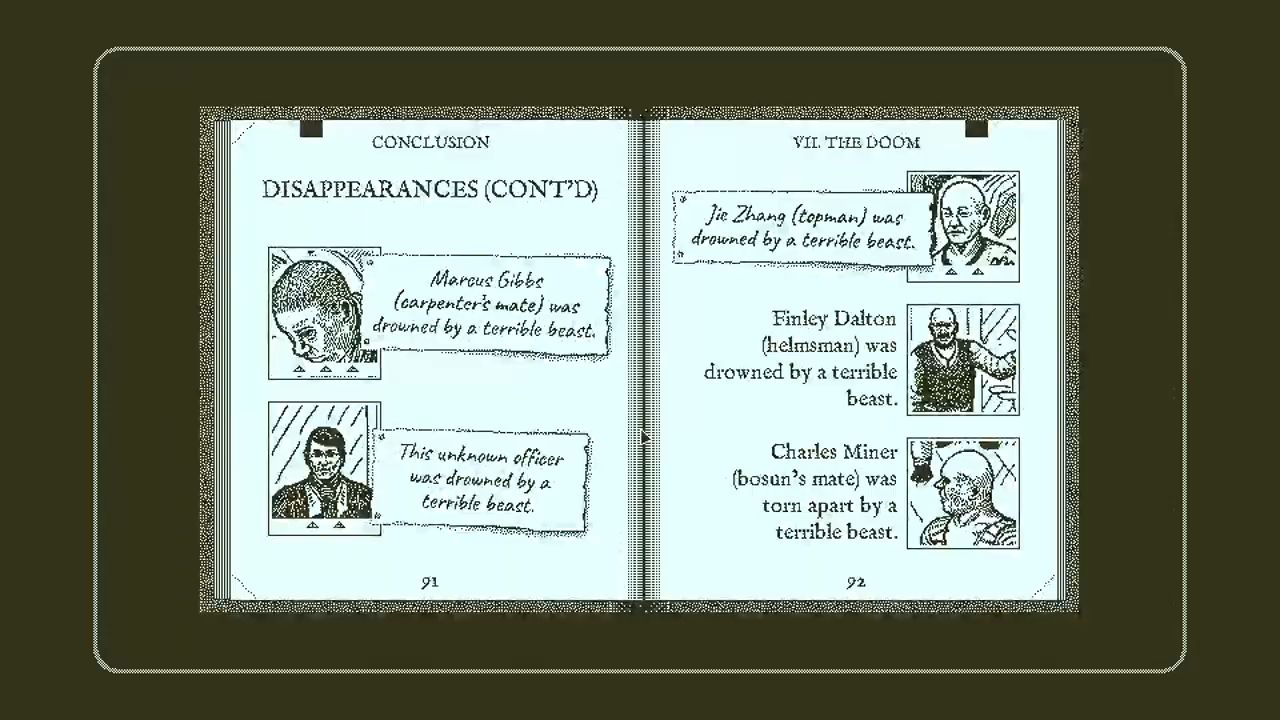 CONCLUSION
DISAPPEARANCES (CONT'D)
Marcus Gibbs
(carpenter's mate) was
drowned by a terrible beast.
This unknown officer
was drowned by a
terrible beast.
91
VII. THE DOOM
Jie Zhang (topman) was
drowned by a terrible beast.
Finley Dalton
(helmsman) was
drowned by a terrible
beast.
Charles Miner
(bosun's mate) was
torn apart by a
terrible beast.
92